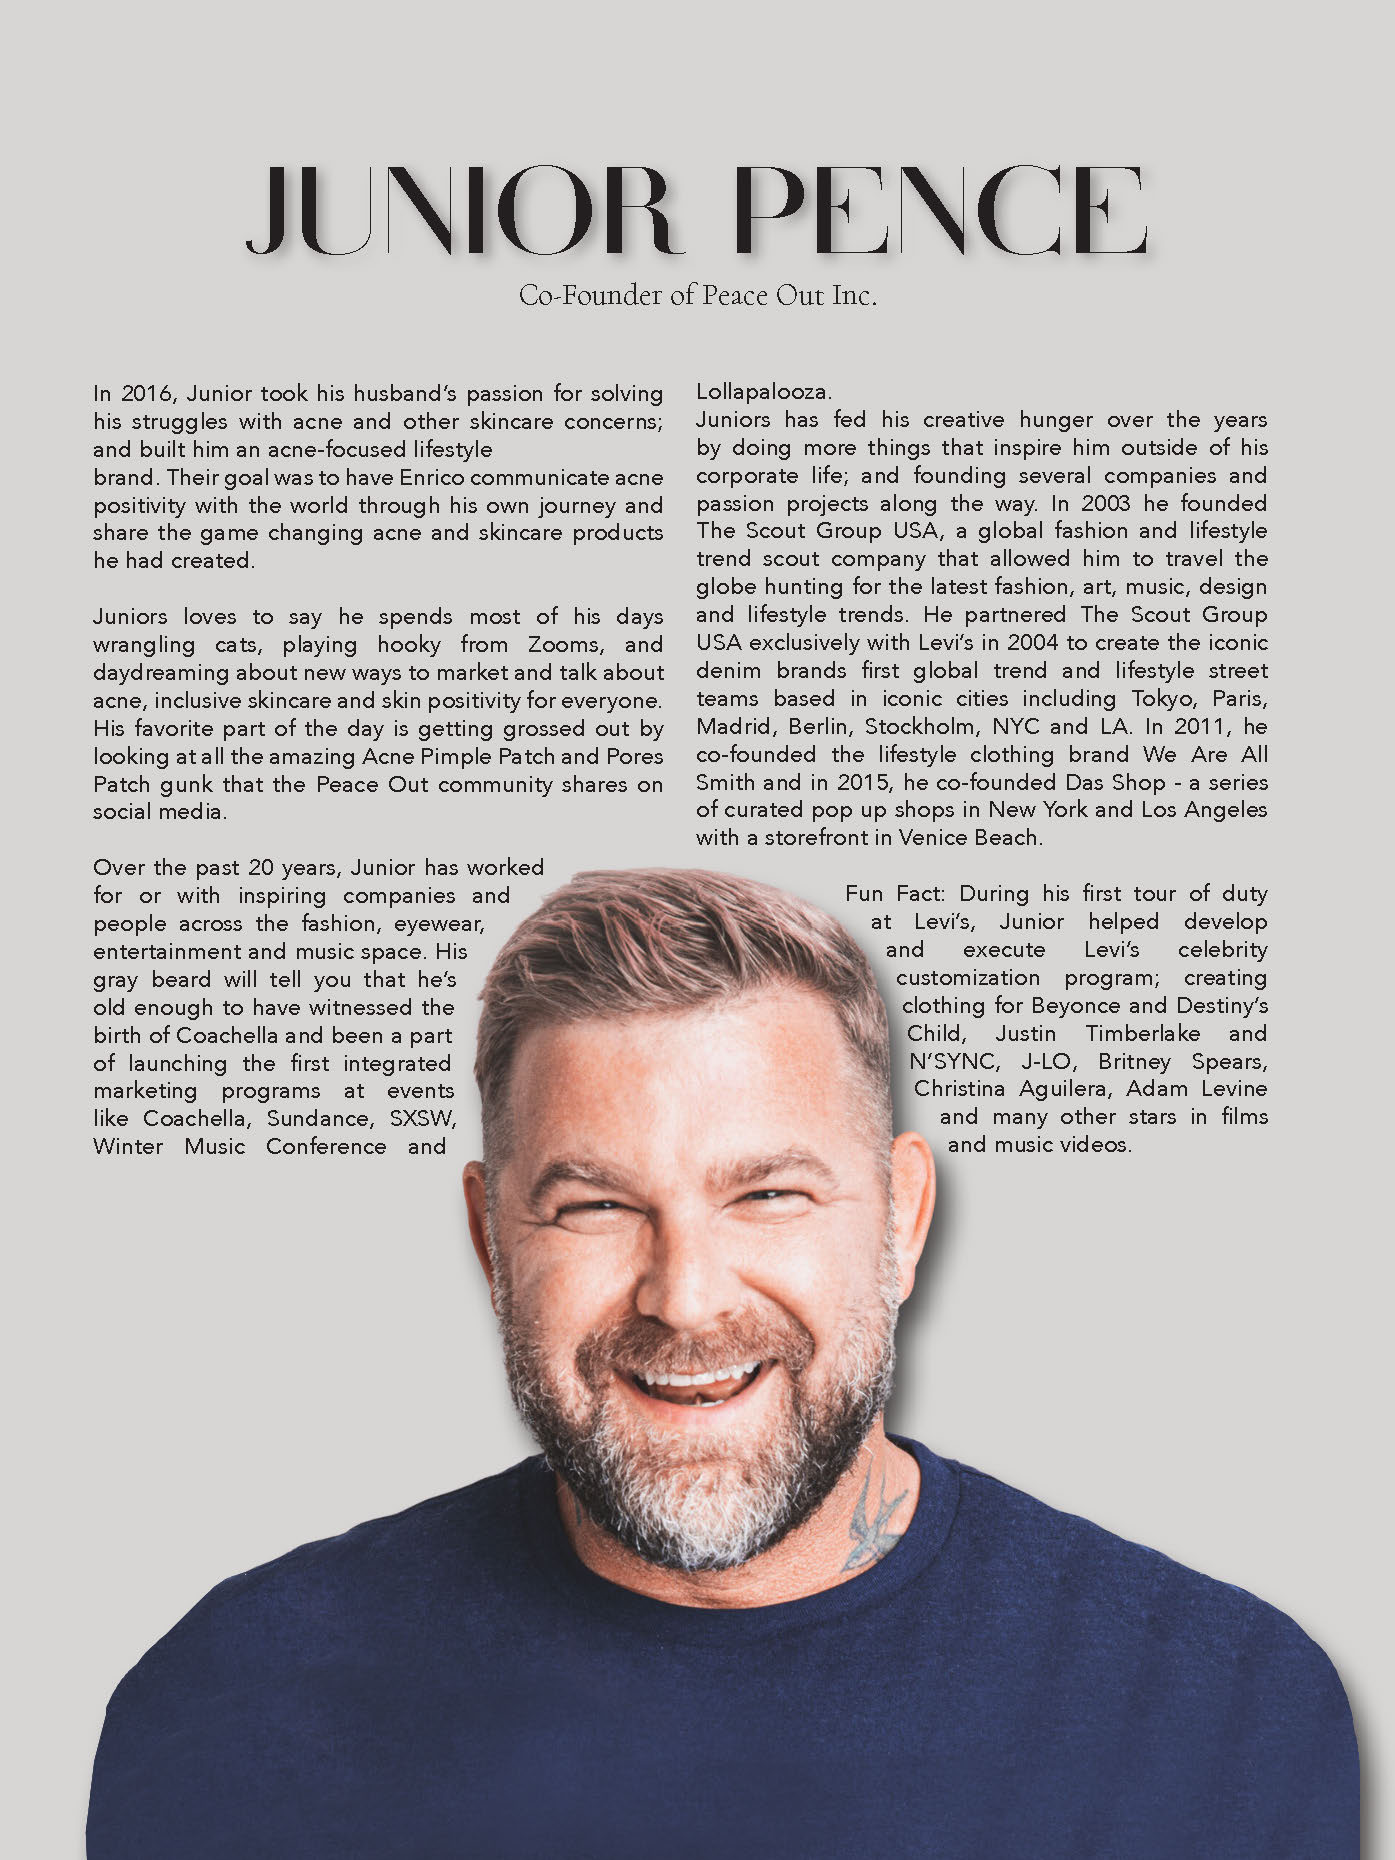 JUNIOR PENCE
Co-Founder of Peace Out Inc.
In 2016, Junior took his husband's passion for solving
his struggles with acne and other skincare concerns;
and built him an acne-focused lifestyle
brand. Their goal was to have Enrico communicate acne
positivity with the world through his own journey and
share the game changing acne and skincare products
he had created.
Juniors loves to say he spends most of his days
wrangling cats, playing hooky from Zooms, and
daydreaming about new ways to market and talk about
acne, inclusive skincare and skin positivity for everyone.
His favorite part of the day is getting grossed out by
looking at all the amazing Acne Pimple Patch and Pores
Patch gunk that the Peace Out community shares on
social media.
Over the past 20 years, Junior has worked
for or with inspiring companies and
people across the fashion, eyewear,
entertainment and music space. His
gray beard will tell you that he's
old enough to have witnessed the
birth of Coachella and been a part
of launching the first integrated
marketing programs at events
like Coachella, Sundance, SXSW,
Winter Music Conference and
Lollapalooza.
Juniors has fed his creative hunger over the years
by doing more things that inspire him outside of his
corporate life; and founding several companies and
passion projects along the way. In 2003 he founded
The Scout Group USA, a global fashion and lifestyle
trend scout company that allowed him to travel the
globe hunting for the latest fashion, art, music, design
and lifestyle trends. He partnered The Scout Group
USA exclusively with Levi's in 2004 to create the iconic
denim brands first global trend and lifestyle street
teams based in iconic cities including Tokyo, Paris,
Madrid, Berlin, Stockholm, NYC and LA. In 2011, he
co-founded the lifestyle clothing brand We Are All
Smith and in 2015, he co-founded Das Shop - a series
of curated pop up shops in New York and Los Angeles
with a storefront in Venice Beach.
Fun Fact: During his first tour of duty
at Levi's, Junior helped develop
and execute Levi's celebrity
customization program; creating
clothing for Beyonce and Destiny's
Child, Justin Timberlake and
N'SYNC, J-LO, Britney Spears,
Christina Aguilera, Adam Levine
and many other stars in films
and music videos.